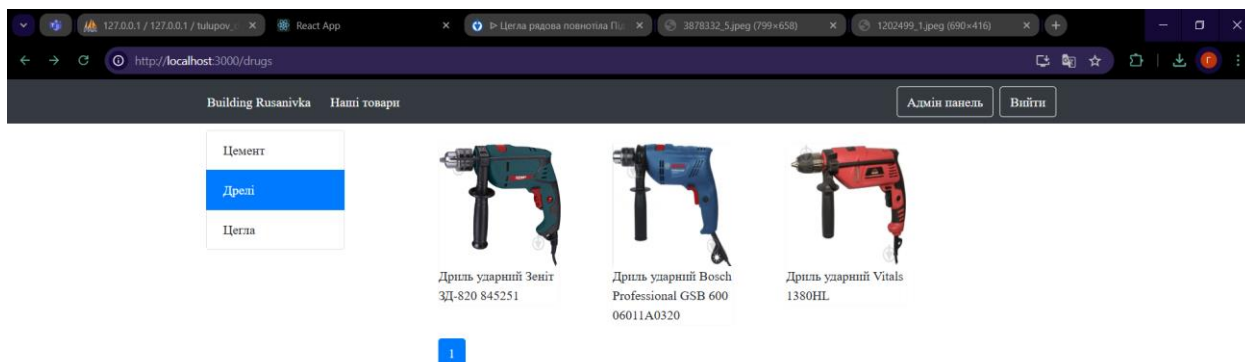 127.0.0.1 / 127.0.0.1 / tulupov_
React App
ᐅ Цегла рядова повнотіла Під
3878332_5.jpeg (799×658)
1202499_1.jpeg (690×416)
http://localhost:3000/drugs
Г
Building Rusanivka
Наші товари
Адмін панель
Вийти
Цемент
Дрелі
Цегла
Дриль ударний Зеніт
ЗД-820 845251
Дриль ударний Bosch
Professional GSB 600
06011A0320
Дриль ударний Vitals
1380HL
1